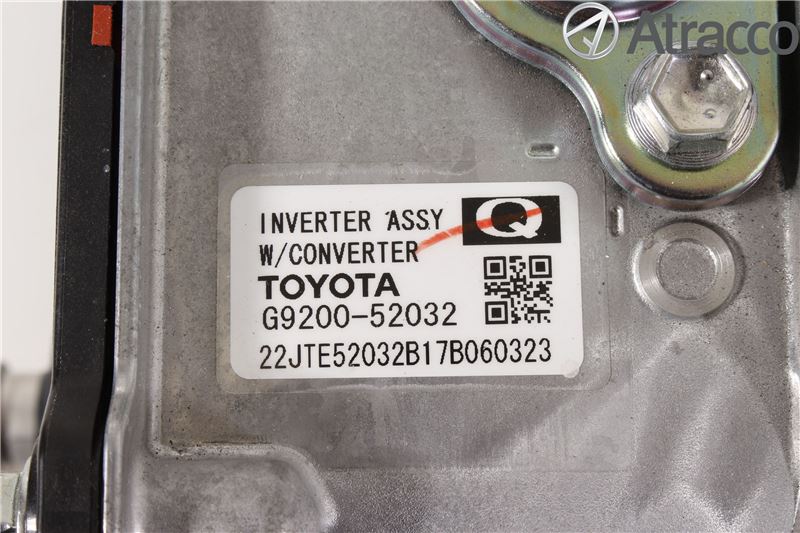 Atracco
INVERTER ASSY Q
W/CONVERTER
TOYOTA
G9200-52032
22JTE52032B17B060323